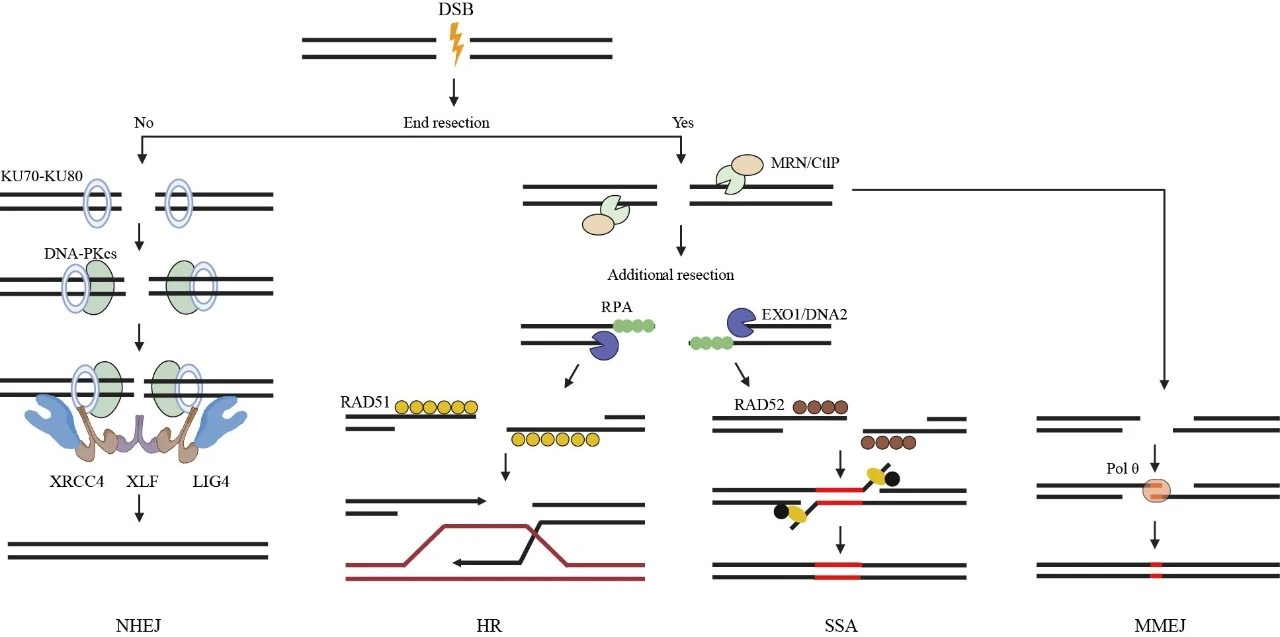 DSB
No
End resection
Yes
KU70-KU80
MRN/CtlP
DNA-PKcs
Additional resection
RPA
EXO1/DNA2
RAD51
RAD52
Pol θ
XRCC4
XLF
LIG4
NHEJ
HR
SSA
MMEJ